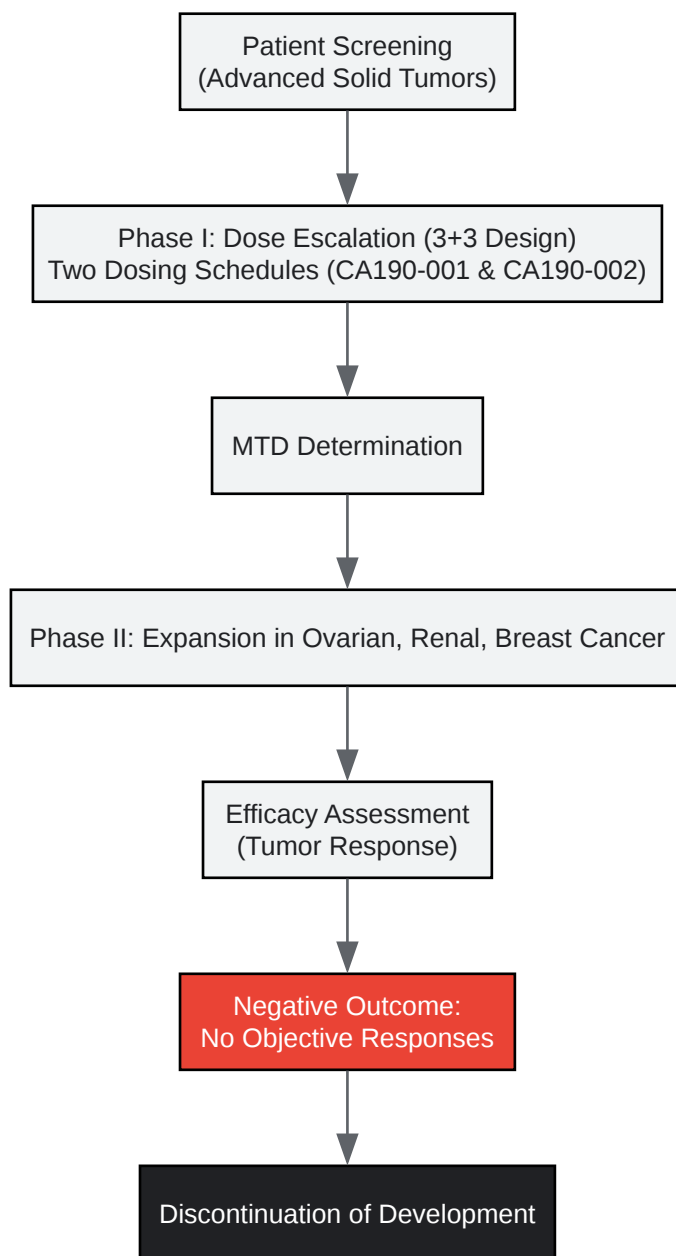 Patient Screening
(Advanced Solid Tumors)
Phase I: Dose Escalation (3+3 Design)
Two Dosing Schedules (CA190-001 & CA190-002)
MTD Determination
Phase II: Expansion in Ovarian, Renal, Breast Cancer
Efficacy Assessment
(Tumor Response)
Negative Outcome:
No Objective Responses
Discontinuation of Development